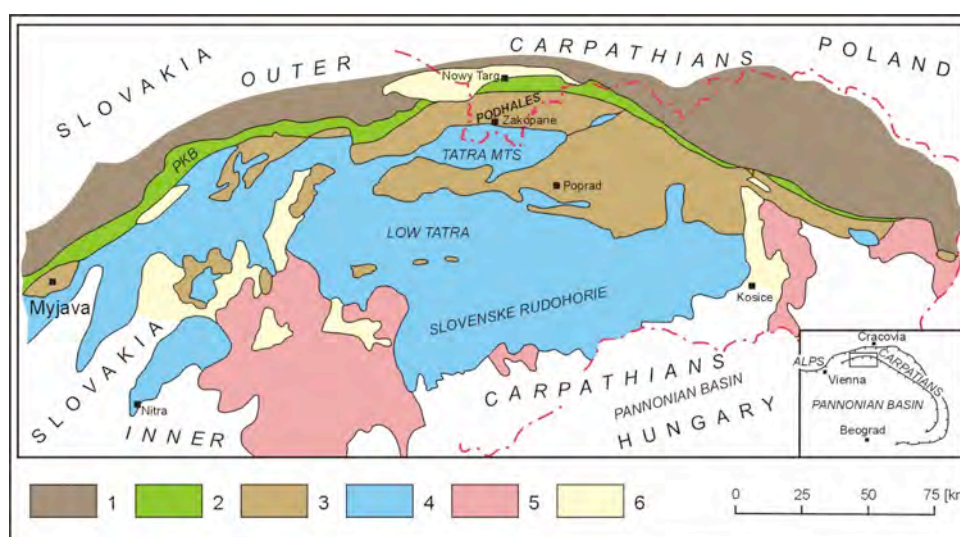 SLOVAKIA
OUTER
CARPATHIANS
POLAND
Nowy Targ
PODHALES
Zakopane
TATRA MTS
PKB
Poprad
LOW TATRA
Myjava
SLOVENSKE RUDOHORIE
Kosice
SLOVAKIA
Nitra
INNER
CARPATHIANS
PANNONIAN BASIN
HUNGARY
Cracovia
ALPS
CARPATIANS
Vienna
PANNONIAN BASIN
Beograd
1 2 3 4 5 6
0 25 50 75 [km